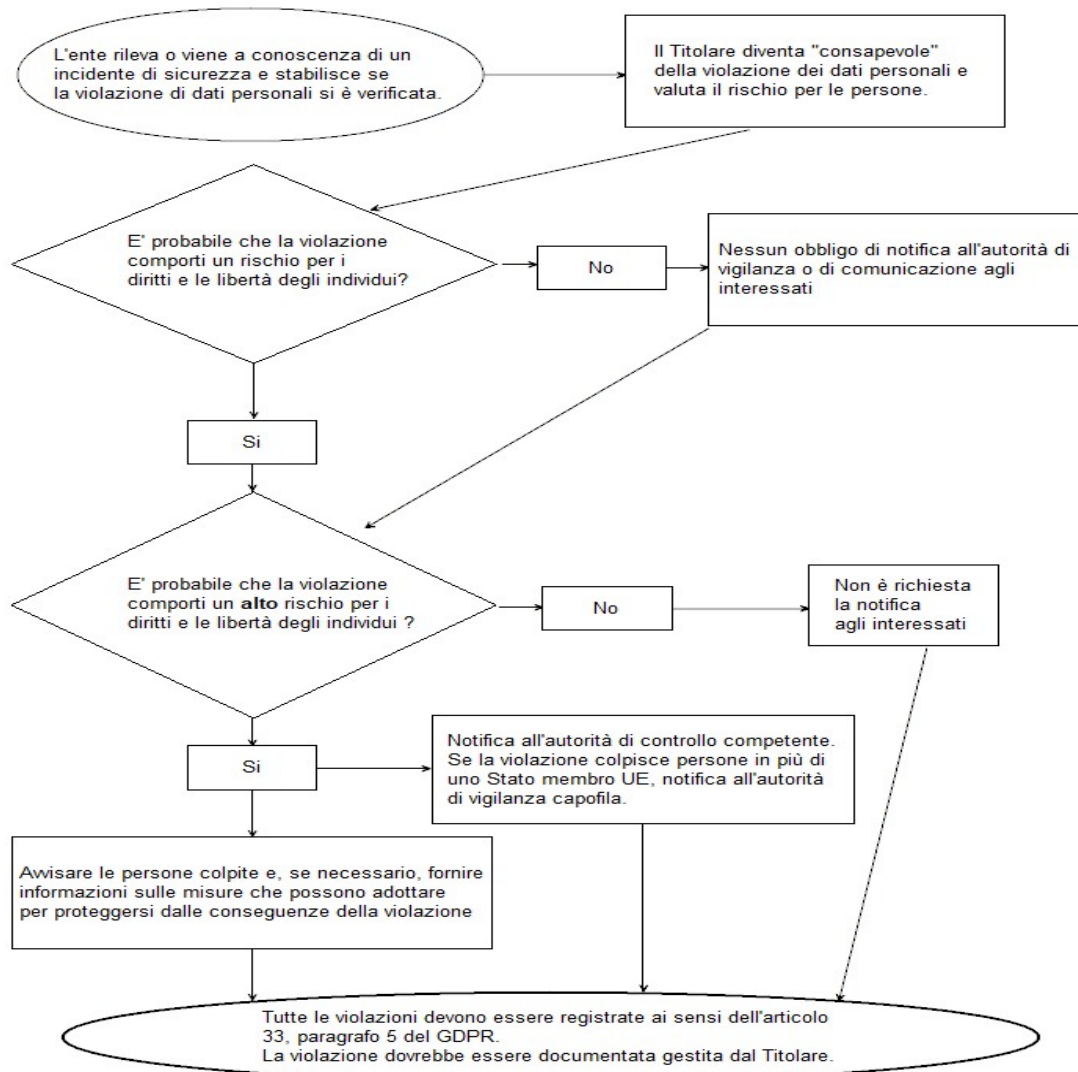 L'ente rileva o viene a conoscenza di un
incidente di sicurezza e stabilisce se
la violazione di dati personali si è verificata.
Il Titolare diventa "consapevole"
della violazione dei dati personali e
valuta il rischio per le persone.
E' probabile che la violazione
comporti un rischio per i
diritti e le libertà degli individui?
No
Nessun obbligo di notifica all'autorità di
vigilanza o di comunicazione agli
interessati
Si
E' probabile che la violazione
comporti un alto rischio per i
diritti e le libertà degli individui ?
No
Non è richiesta
la notifica
agli interessati
Si
Notifica all'autorità di controllo competente.
Se la violazione colpisce persone in più di
uno Stato membro UE, notifica all'autorità
di vigilanza capofila.
Avvisare le persone colpite e, se necessario, fornire
informazioni sulle misure che possono adottare
per proteggersi dalle conseguenze della violazione
Tutte le violazioni devono essere registrate ai sensi dell'articolo
33, paragrafo 5 del GDPR.
La violazione dovrebbe essere documentata gestita dal Titolare.